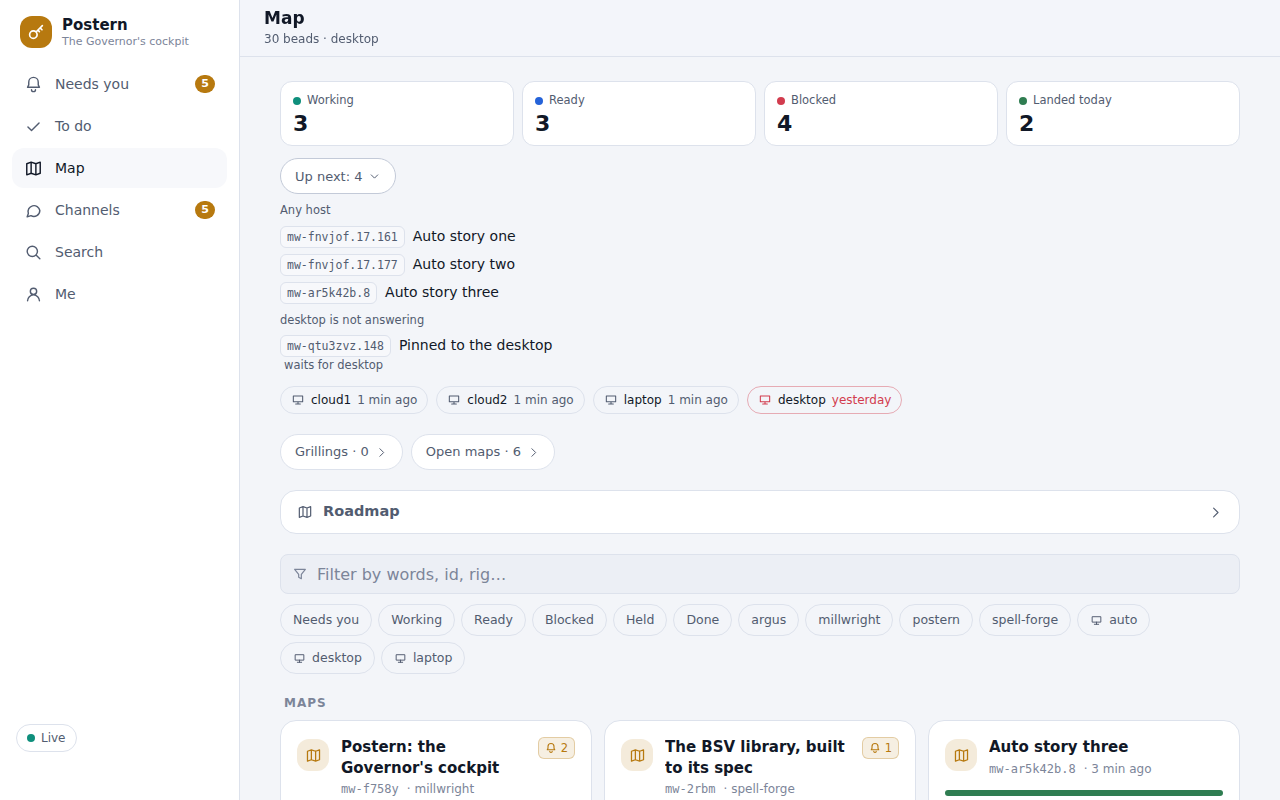 Postern
The Governor's cockpit
Needs you 5
To do
Map
Channels 5
Search
Me
Live
Map
30 beads · desktop
Working
3
Ready
3
Blocked
4
Landed today
2
Up next: 4
Any host
mw-fnvjof.17.161 Auto story one
mw-fnvjof.17.177 Auto story two
mw-ar5k42b.8 Auto story three
desktop is not answering
mw-qtu3zvz.148 Pinned to the desktop
waits for desktop
cloud1 1 min ago cloud2 1 min ago laptop 1 min ago desktop yesterday
Grillings · 0 Open maps · 6
Roadmap
Filter by words, id, rig…
Needs you Working Ready Blocked Held Done argus millwright postern spell-forge auto
desktop laptop
MAPS
Postern: the
Governor's cockpit
2
mw-f758y · millwright
The BSV library, built
to its spec
1
mw-2rbm · spell-forge
Auto story three
mw-ar5k42b.8 · 3 min ago